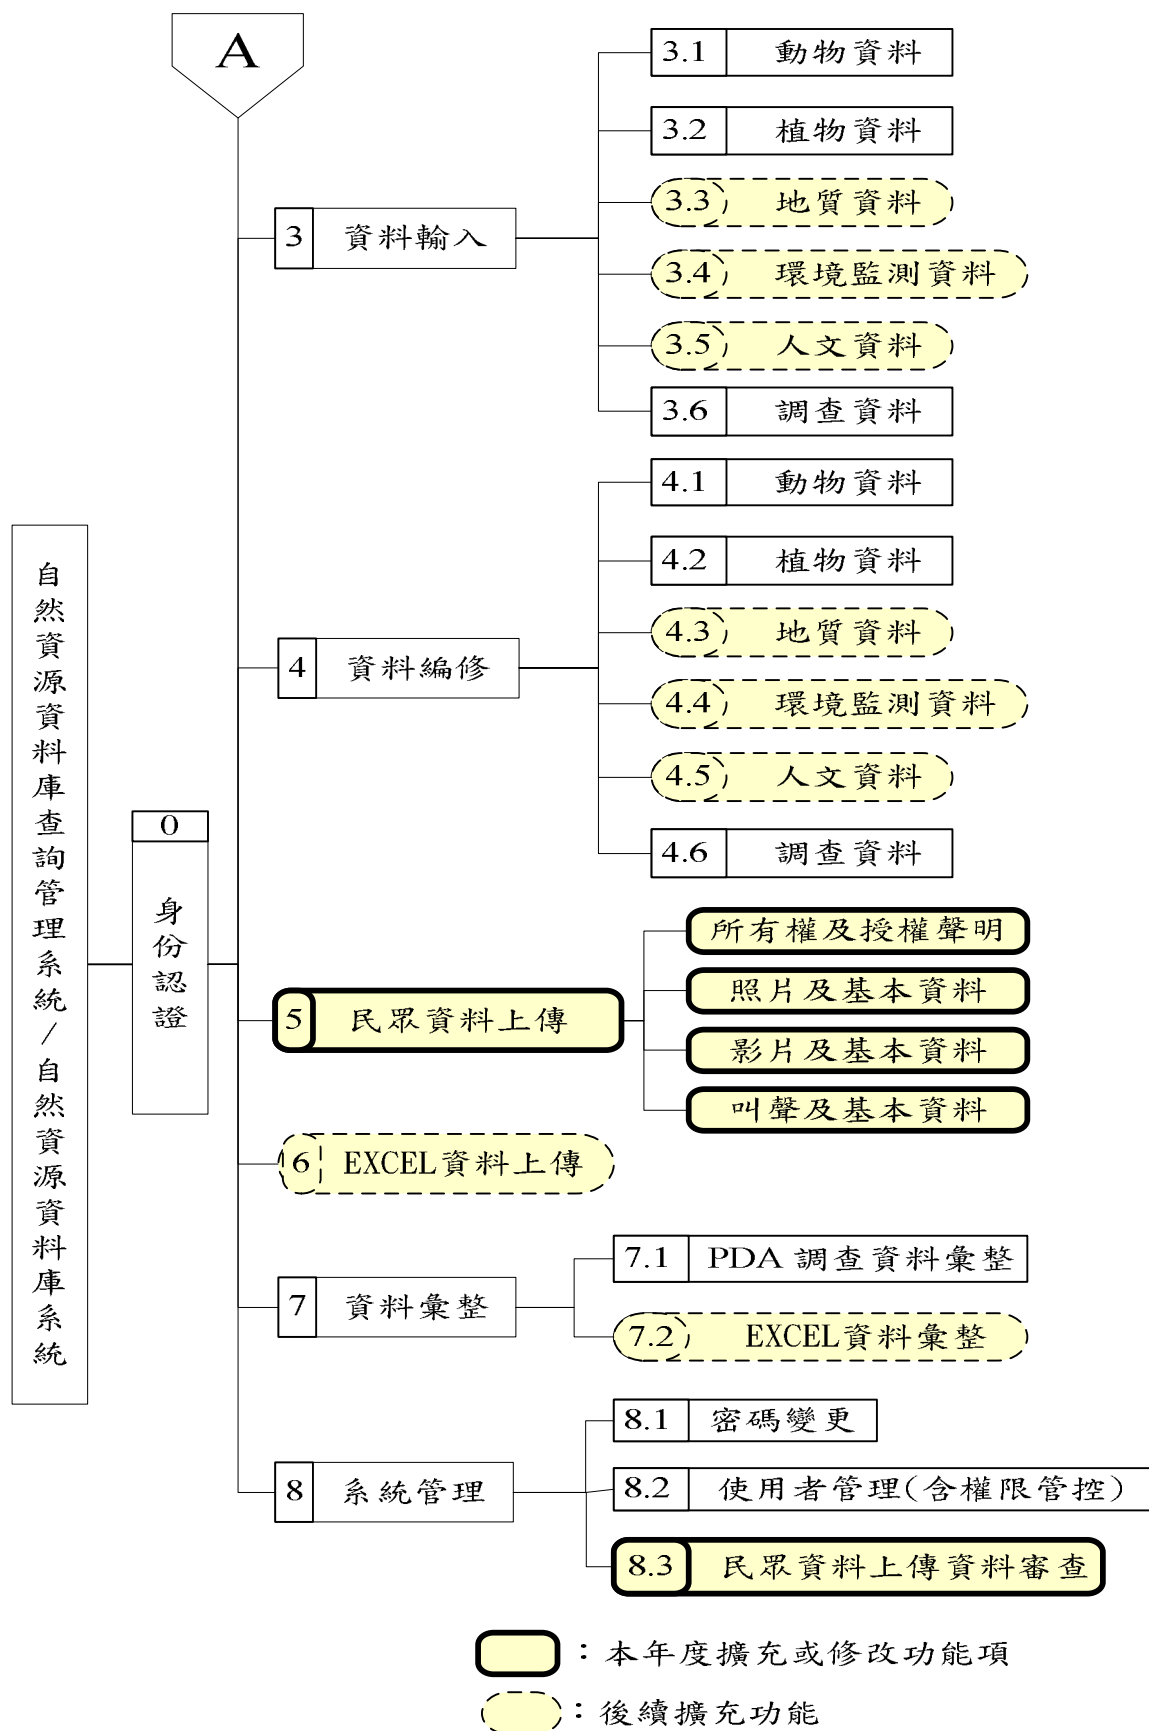 A
3.1 動物資料
3.2 植物資料
3.3 地質資料
3 資料輸入
3.4 環境監測資料
3.5 人文資料
3.6 調查資料
4.1 動物資料
4.2 植物資料
4.3 地質資料
4 資料編修
4.4 環境監測資料
4.5 人文資料
4.6 調查資料
自然資源資料庫查詢管理系統/自然資源資料庫系統
0
身份認證
所有權及授權聲明
照片及基本資料
5 民眾資料上傳
影片及基本資料
叫聲及基本資料
6 EXCEL資料上傳
7.1 PDA 調查資料彙整
7 資料彙整
7.2 EXCEL資料彙整
8.1 密碼變更
8 系統管理
8.2 使用者管理(含權限管控)
8.3 民眾資料上傳資料審查
：本年度擴充或修改功能項
：後續擴充功能